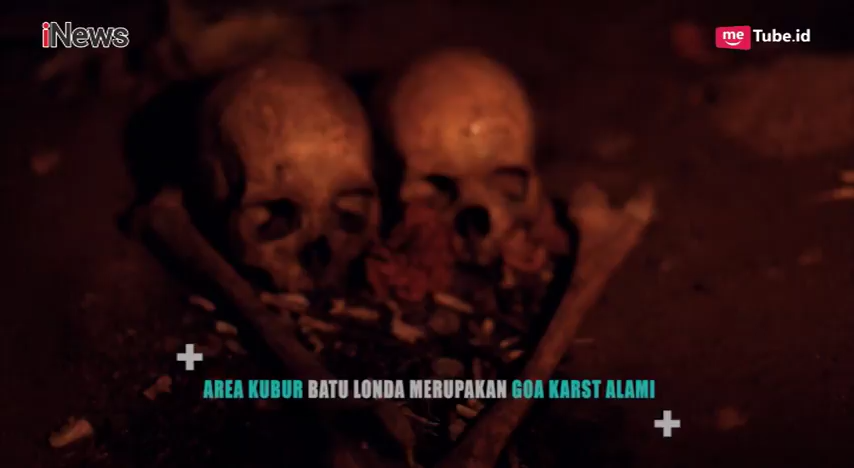 iNews
me Tube.id
AREA KUBUR BATU LONDA MERUPAKAN GOA KARST ALAMI